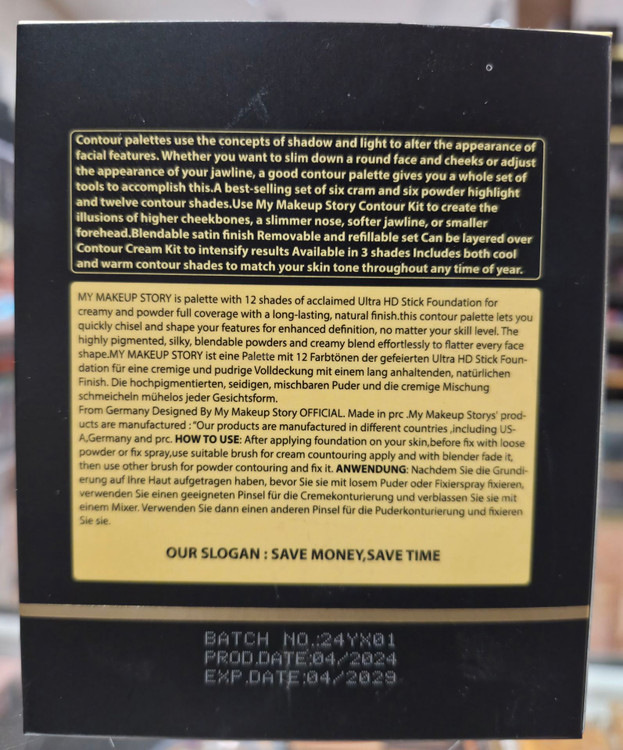 Contour palettes use the concepts of shadow and light to alter the appearance of
facial features. Whether you want to slim down a round face and cheeks or adjust
the appearance of your jawline, a good contour palette gives you a whole set of
tools to accomplish this.A best-selling set of six cram and six powder highlight
and twelve contour shades.Use My Makeup Story Contour Kit to create the
illusions of higher cheekbones, a slimmer nose, softer jawline, or smaller
forehead.Blendable satin finish Removable and refillable set Can be layered over
Contour Cream Kit to intensify results Available in 3 shades Includes both cool
and warm contour shades to match your skin tone throughout any time of year.
MY MAKEUP STORY is palette with 12 shades of acclaimed Ultra HD Stick Foundation for
creamy and powder full coverage with a long-lasting, natural finish.this contour palette lets you
quickly chisel and shape your features for enhanced definition, no matter your skill level. The
highly pigmented, silky, blendable powders and creamy blend effortlessly to flatter every face
shape.MY MAKEUP STORY ist eine Palette mit 12 Farbtönen der gefeierten Ultra HD Stick Foun-
dation für eine cremige und pudrige Volldeckung mit einem lang anhaltenden, natürlichen
Finish. Die hochpigmentierten, seidigen, mischbaren Puder und die cremige Mischung
schmeicheln mühelos jeder Gesichtsform.
From Germany Designed By My Makeup Story OFFICIAL. Made in prc .My Makeup Storys' prod-
ucts are manufactured :"Our products are manufactured in different countries ,including US-
A,Germany and prc. HOW TO USE: After applying foundation on your skin,before fix with loose
powder or fix spray,use suitable brush for cream countouring apply and with blender fade it,
then use other brush for powder contouring and fix it. ANWENDUNG: Nachdem Sie die Grundi-
erung auf Ihre Haut aufgetragen haben, bevor Sie sie mit losem Puder oder Fixierspray fixieren,
verwenden Sie einen geeigneten Pinsel für die Cremekonturierung und verblassen Sie sie mit
einem Mixer. Verwenden Sie dann einen anderen Pinsel für die Puderkonturierung und fixieren
Sie sie.
OUR SLOGAN : SAVE MONEY,SAVE TIME
BATCH NO.:24YX01
PROD.DATE:04/2024
EXP.DATE:04/2029